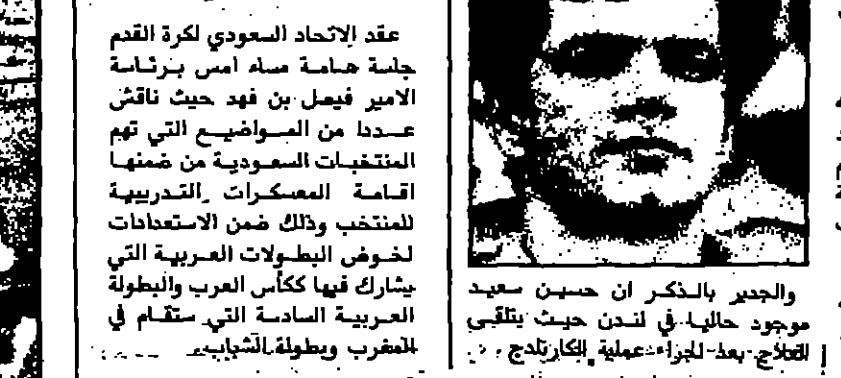 عقد الاتحاد السعودي لكرة القدم
جلسة هامة مساء امس برئاسة
الامير فيصل بن فهد حيث ناقش
عددا من المواضيع التي تهم
المنتخبات السعودية من ضمنها
اقامة المعسكرات التدريبية
للمنتخب وذلك ضمن الاستعدادات
لخوض البطولات العربية التي
يشارك فيها ككأس العرب والبطولة
العربية السادسة التي ستقام في
المغرب وبطولة الشباب.
والجدير بالذكر ان حسين سعيد
موجود حاليا في لندن حيث يتلقى
العلاج بعد اجراء عملية الكارتلدج